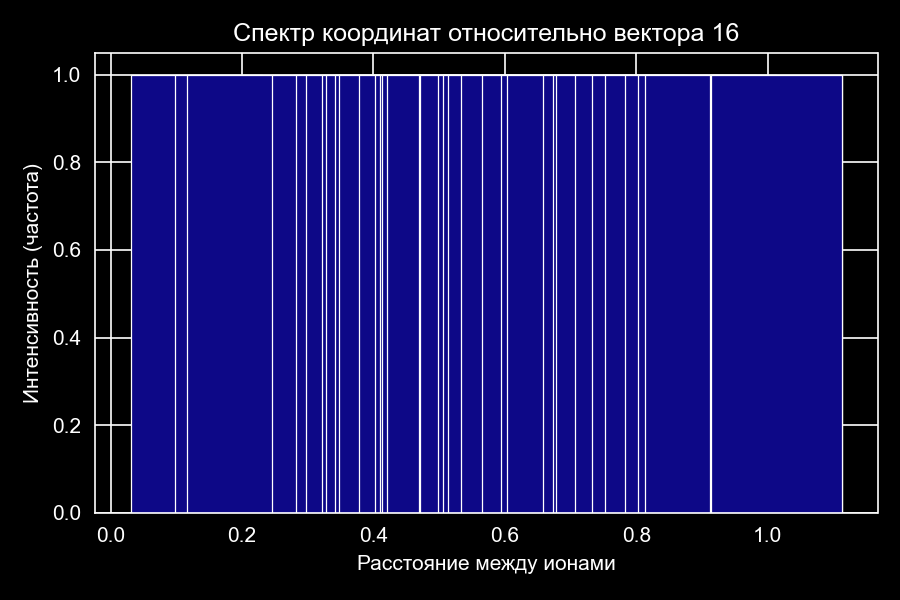 Спектр координат относительно вектора 16
Интенсивность (частота)
1.0
0.8
0.6
0.4
0.2
0.0
0.0 0.2 0.4 0.6 0.8 1.0
Расстояние между ионами